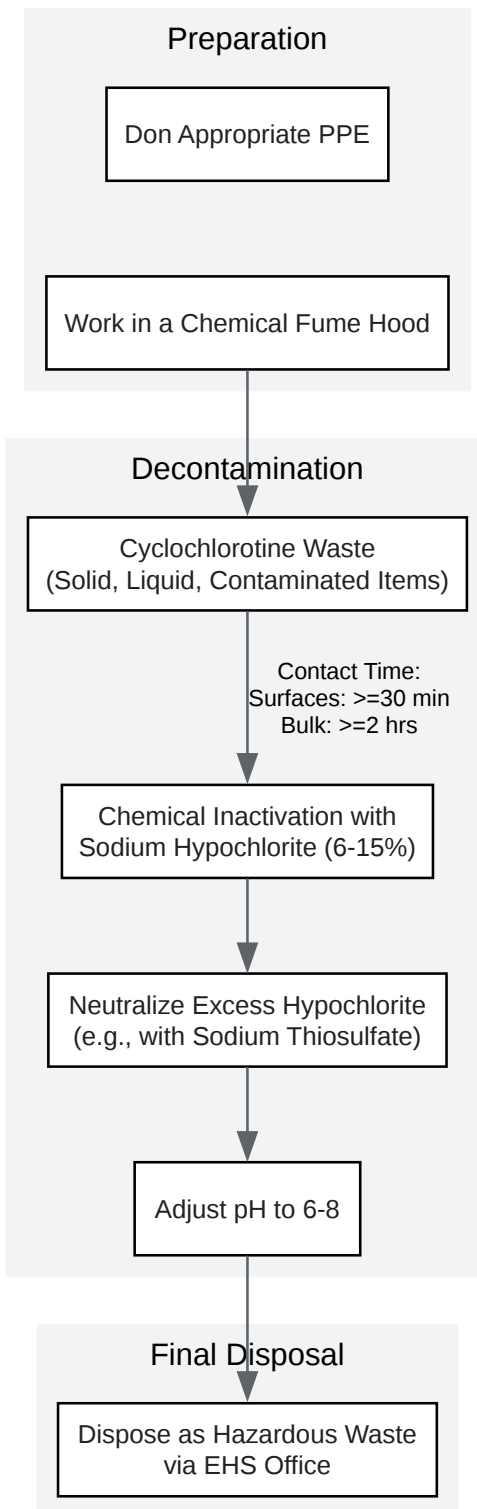 Preparation
Don Appropriate PPE
Work in a Chemical Fume Hood
Decontamination
Cyclochlorotine Waste
(Solid, Liquid, Contaminated Items)
Contact Time:
Surfaces: >=30 min
Bulk: >=2 hrs
Chemical Inactivation with
Sodium Hypochlorite (6-15%)
Neutralize Excess Hypochlorite
(e.g., with Sodium Thiosulfate)
Adjust pH to 6-8
Final Disposal
Dispose as Hazardous Waste
via EHS Office